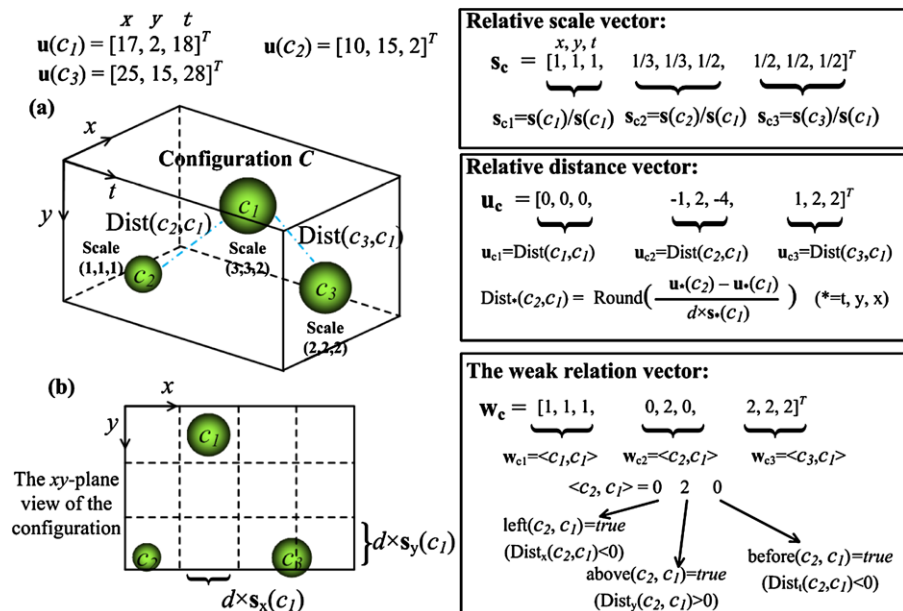 x y t
u(c1) = [17, 2, 18]^T
u(c2) = [10, 15, 2]^T
u(c3) = [25, 15, 28]^T
(a)
x
Configuration C
t
y
c1
Dist(c2,c1)
Dist(c3,c1)
Scale
(1,1,1)
Scale
(3,3,2)
c2
c3
Scale
(2,2,2)
(b)
x
y
c1
The xy-plane
view of the
configuration
c2
c3
d×sy(c1)
d×sx(c1)
Relative scale vector:
x, y, t
sc = [1, 1, 1, 1/3, 1/3, 1/2, 1/2, 1/2, 1/2]^T
sc1=s(c1)/s(c1) sc2=s(c2)/s(c1) sc3=s(c3)/s(c1)
Relative distance vector:
uc = [0, 0, 0, -1, 2, -4, 1, 2, 2]^T
uc1=Dist(c1,c1) uc2=Dist(c2,c1) uc3=Dist(c3,c1)
Dist*(c2,c1) = Round( u*(c2) − u*(c1) / d×s*(c1) ) (*=t, y, x)
The weak relation vector:
wc = [1, 1, 1, 0, 2, 0, 2, 2, 2]^T
wc1=<c1,c1> wc2=<c2,c1> wc3=<c3,c1>
<c2, c1> = 0 2 0
left(c2, c1)=true
(Distx(c2,c1)<0)
above(c2, c1)=true
(Disty(c2, c1)>0)
before(c2, c1)=true
(Distt(c2,c1)<0)